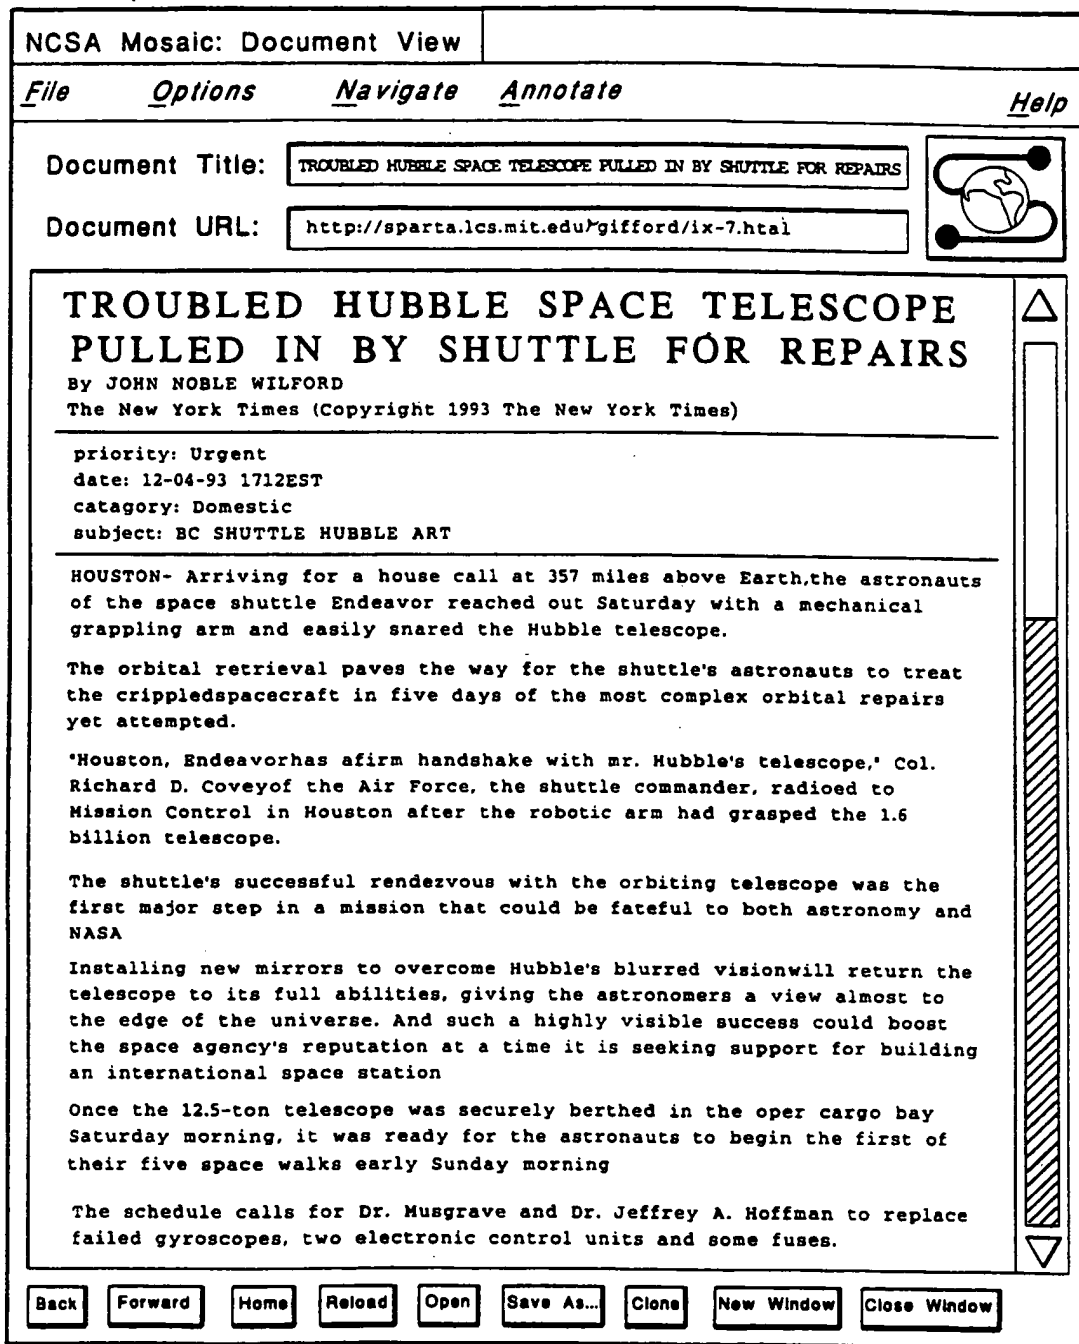 NCSA Mosaic: Document View
File Options Navigate Annotate Help
Document Title: TROUBLED HUBBLE SPACE TELESCOPE PULLED IN BY SHUTTLE FOR REPAIRS
Document URL: http://sparta.lcs.mit.edu/~gifford/ix-7.htal
TROUBLED HUBBLE SPACE TELESCOPE
PULLED IN BY SHUTTLE FOR REPAIRS
By JOHN NOBLE WILFORD
The New York Times (Copyright 1993 The New York Times)
priority: Urgent
date: 12-04-93 1712EST
catagory: Domestic
subject: BC SHUTTLE HUBBLE ART
HOUSTON- Arriving for a house call at 357 miles above Earth,the astronauts
of the space shuttle Endeavor reached out Saturday with a mechanical
grappling arm and easily snared the Hubble telescope.
The orbital retrieval paves the way for the shuttle's astronauts to treat
the crippledspacecraft in five days of the most complex orbital repairs
yet attempted.
"Houston, Endeavorhas afirm handshake with mr. Hubble's telescope," Col.
Richard D. Coveyof the Air Force, the shuttle commander, radioed to
Mission Control in Houston after the robotic arm had grasped the 1.6
billion telescope.
The shuttle's successful rendezvous with the orbiting telescope was the
first major step in a mission that could be fateful to both astronomy and
NASA
Installing new mirrors to overcome Hubble's blurred visionwill return the
telescope to its full abilities, giving the astronomers a view almost to
the edge of the universe. And such a highly visible success could boost
the space agency's reputation at a time it is seeking support for building
an international space station
Once the 12.5-ton telescope was securely berthed in the oper cargo bay
Saturday morning, it was ready for the astronauts to begin the first of
their five space walks early Sunday morning
The schedule calls for Dr. Musgrave and Dr. Jeffrey A. Hoffman to replace
failed gyroscopes, two electronic control units and some fuses.
Back Forward Home Reload Open Save As... Clone New Window Close Window